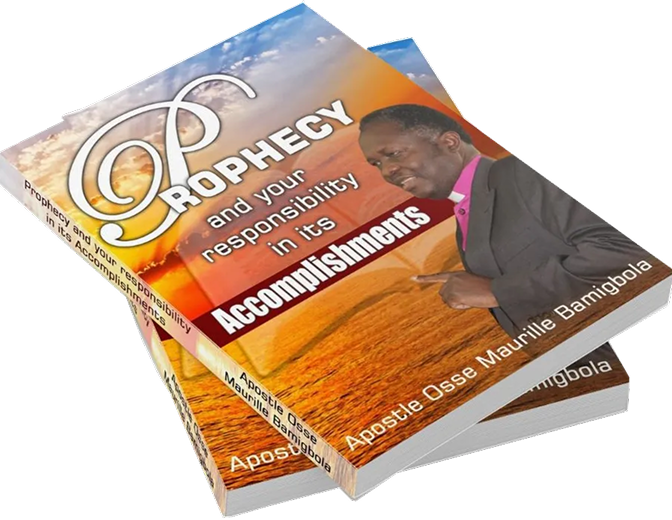 PROPHECY
and your
responsibility
in its
Accomplishments
Apostle Osse Maurille Bamigbola
Prophecy and your responsibility
in its Accomplishments
Apostle Osse
Maurille Bamigbola